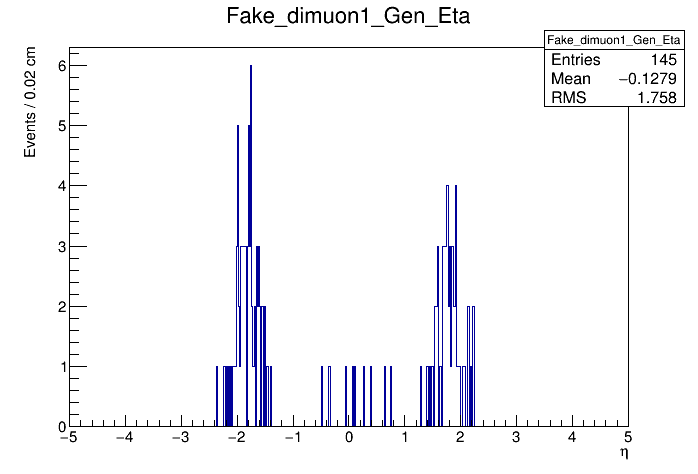 Fake_dimuon1_Gen_Eta
Fake_dimuon1_Gen_Eta
Entries 145
Mean −0.1279
RMS 1.758
Events / 0.02 cm
6
5
4
3
2
1
0
−5 −4 −3 −2 −1 0 1 2 3 4 5
η